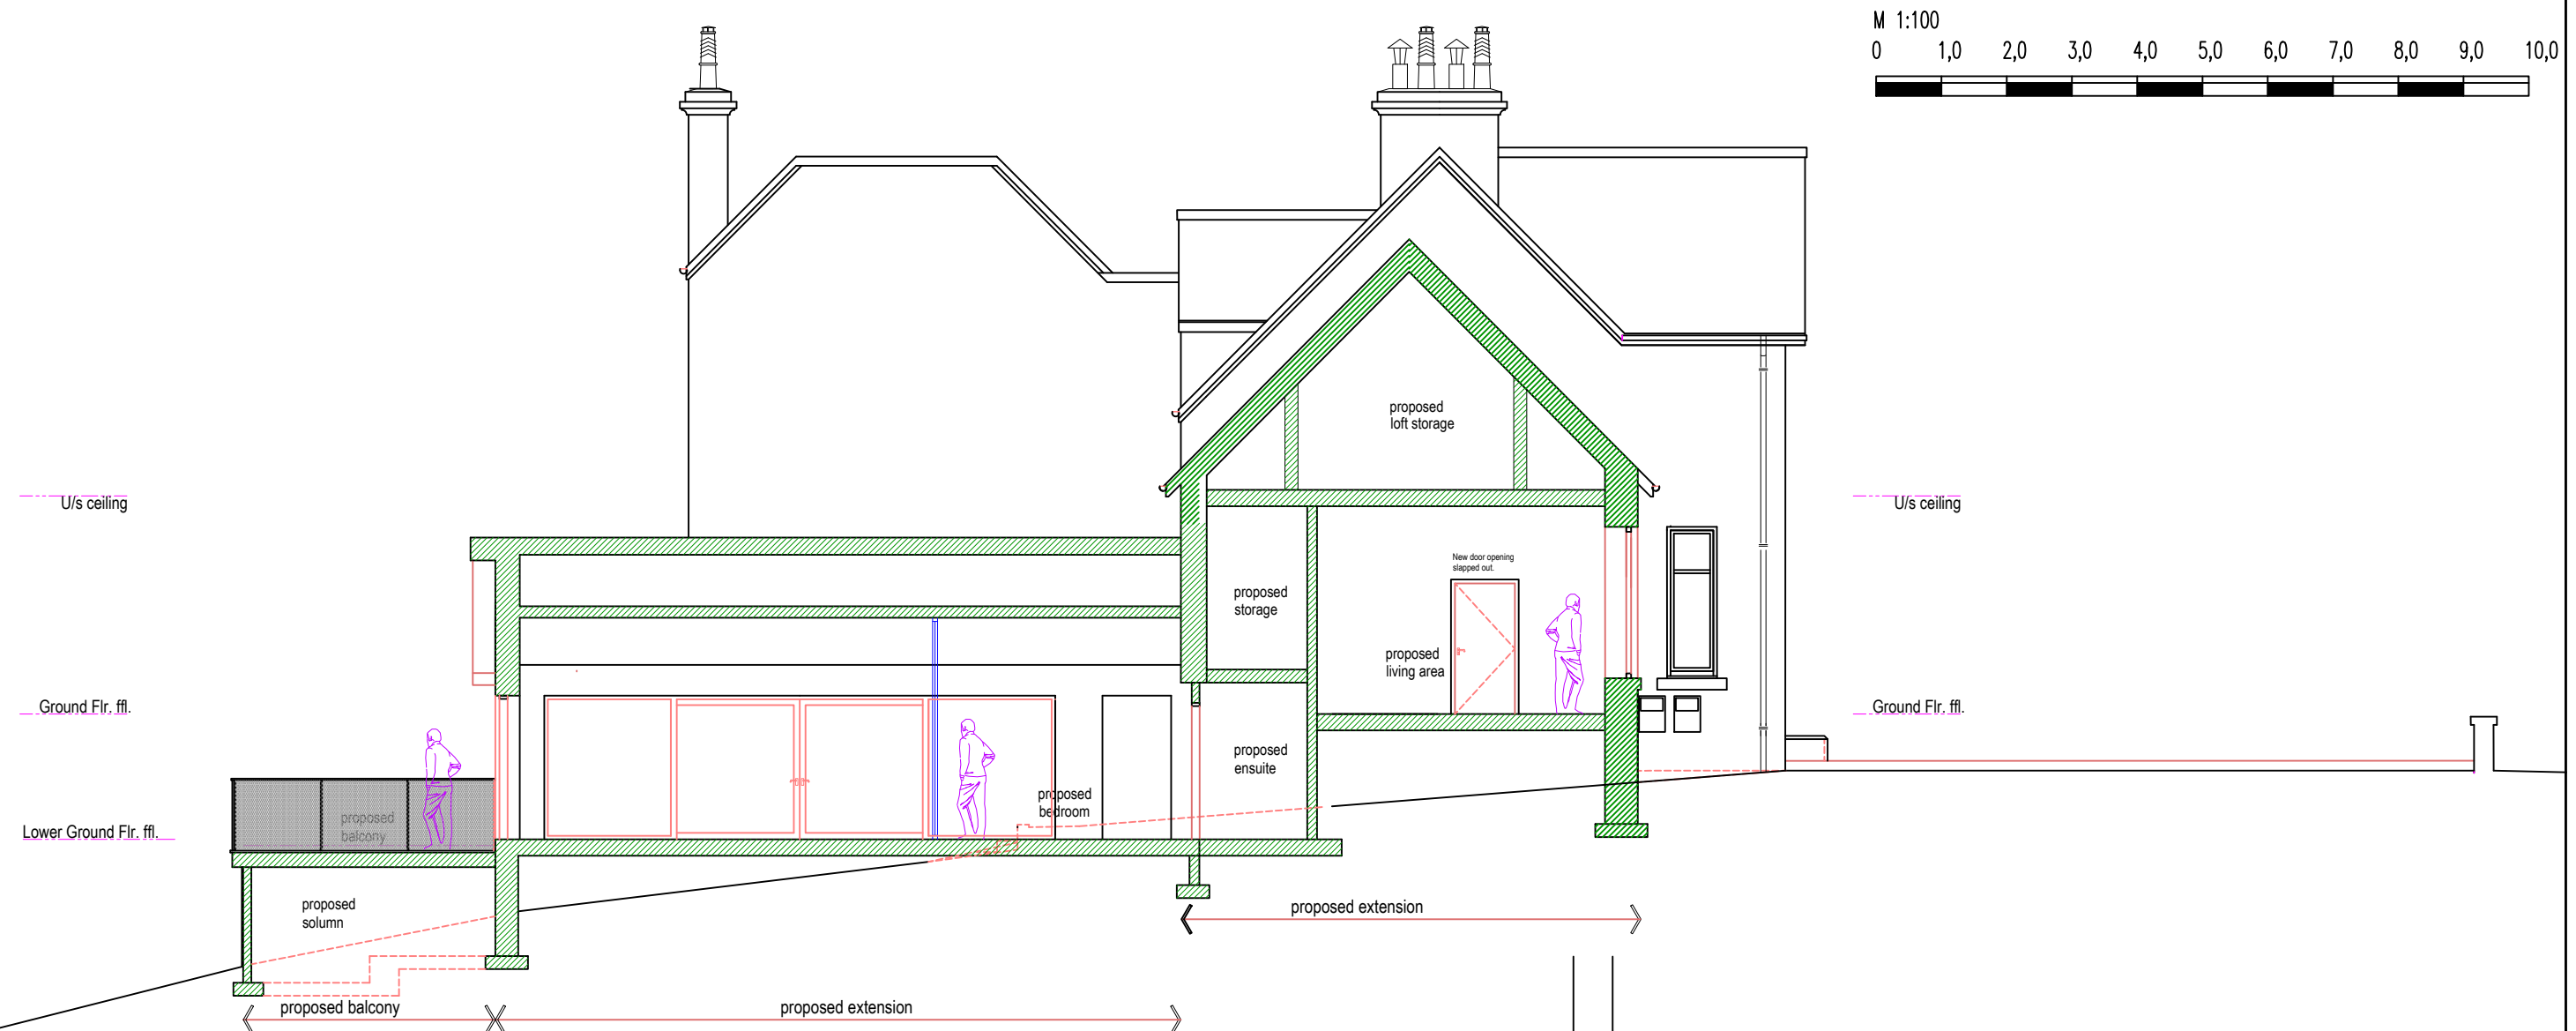 M 1:100
0 1,0 2,0 3,0 4,0 5,0 6,0 7,0 8,0 9,0 10,0
proposed
loft storage
U/s ceiling
U/s ceiling
New door opening
slapped out.
proposed
storage
proposed
living area
Ground Flr. ffl.
Ground Flr. ffl.
proposed
ensuite
proposed
bedroom
proposed
balcony
Lower Ground Flr. ffl.
proposed
solumn
proposed extension
proposed balcony
proposed extension